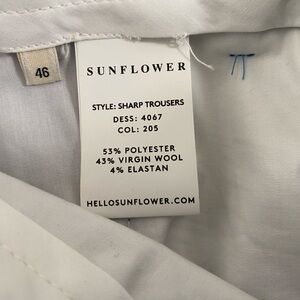 46
SUNFLOWER
STYLE: SHARP TROUSERS
DESS: 4067
COL: 205
53% POLYESTER
43% VIRGIN WOOL
4% ELASTAN
HELLOSUNFLOWER.COM